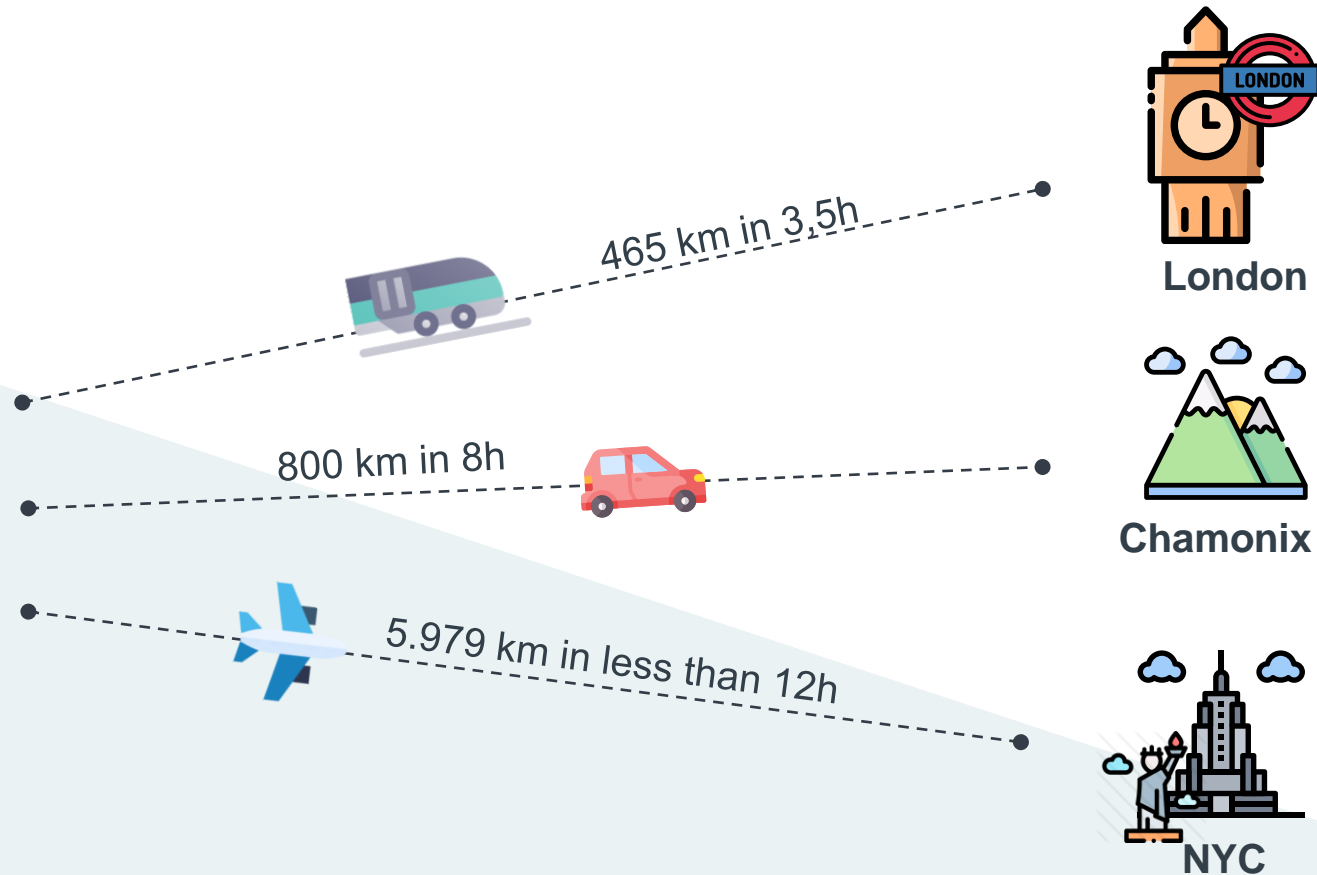 LONDON
465 km in 3,5h
London
800 km in 8h
Chamonix
5.979 km in less than 12h
NYC